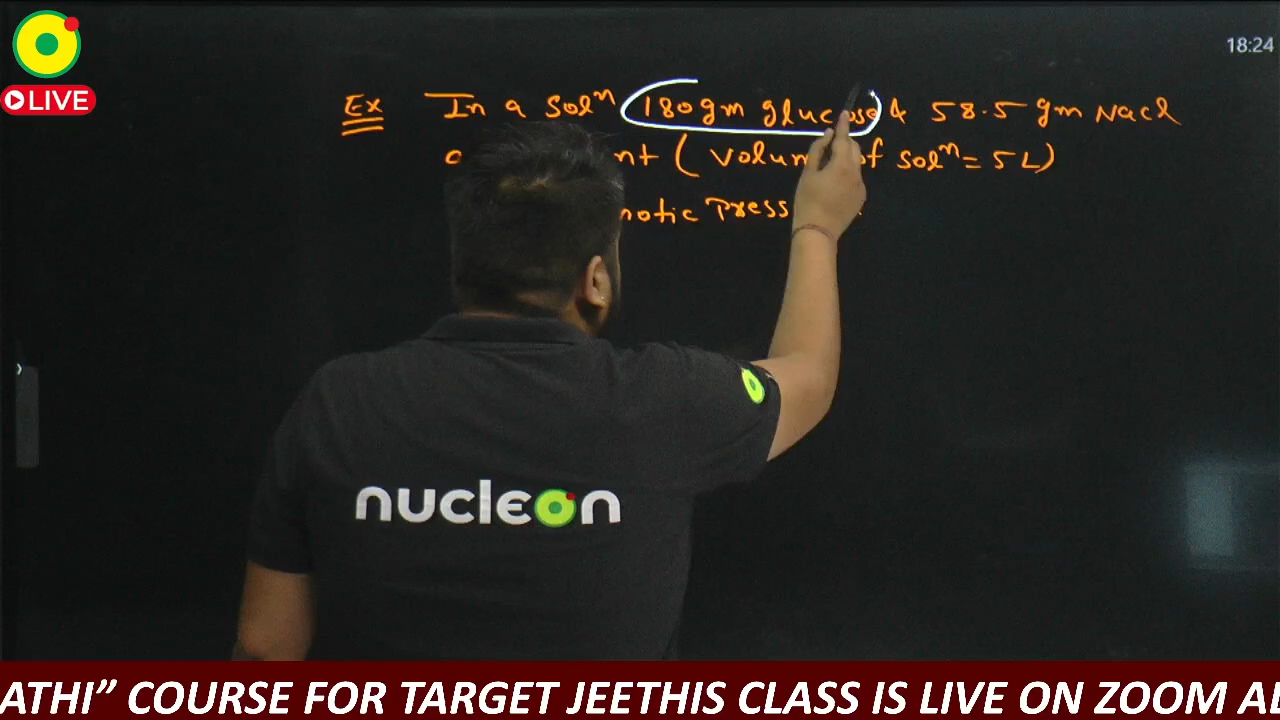 18:24
LIVE
Ex In a solⁿ 180gm glucose & 58.5 gm Nacl
nt ( volum of solⁿ = 5L)
notic Press
nucleon
ATHI” COURSE FOR TARGET JEETHIS CLASS IS LIVE ON ZOOM AL